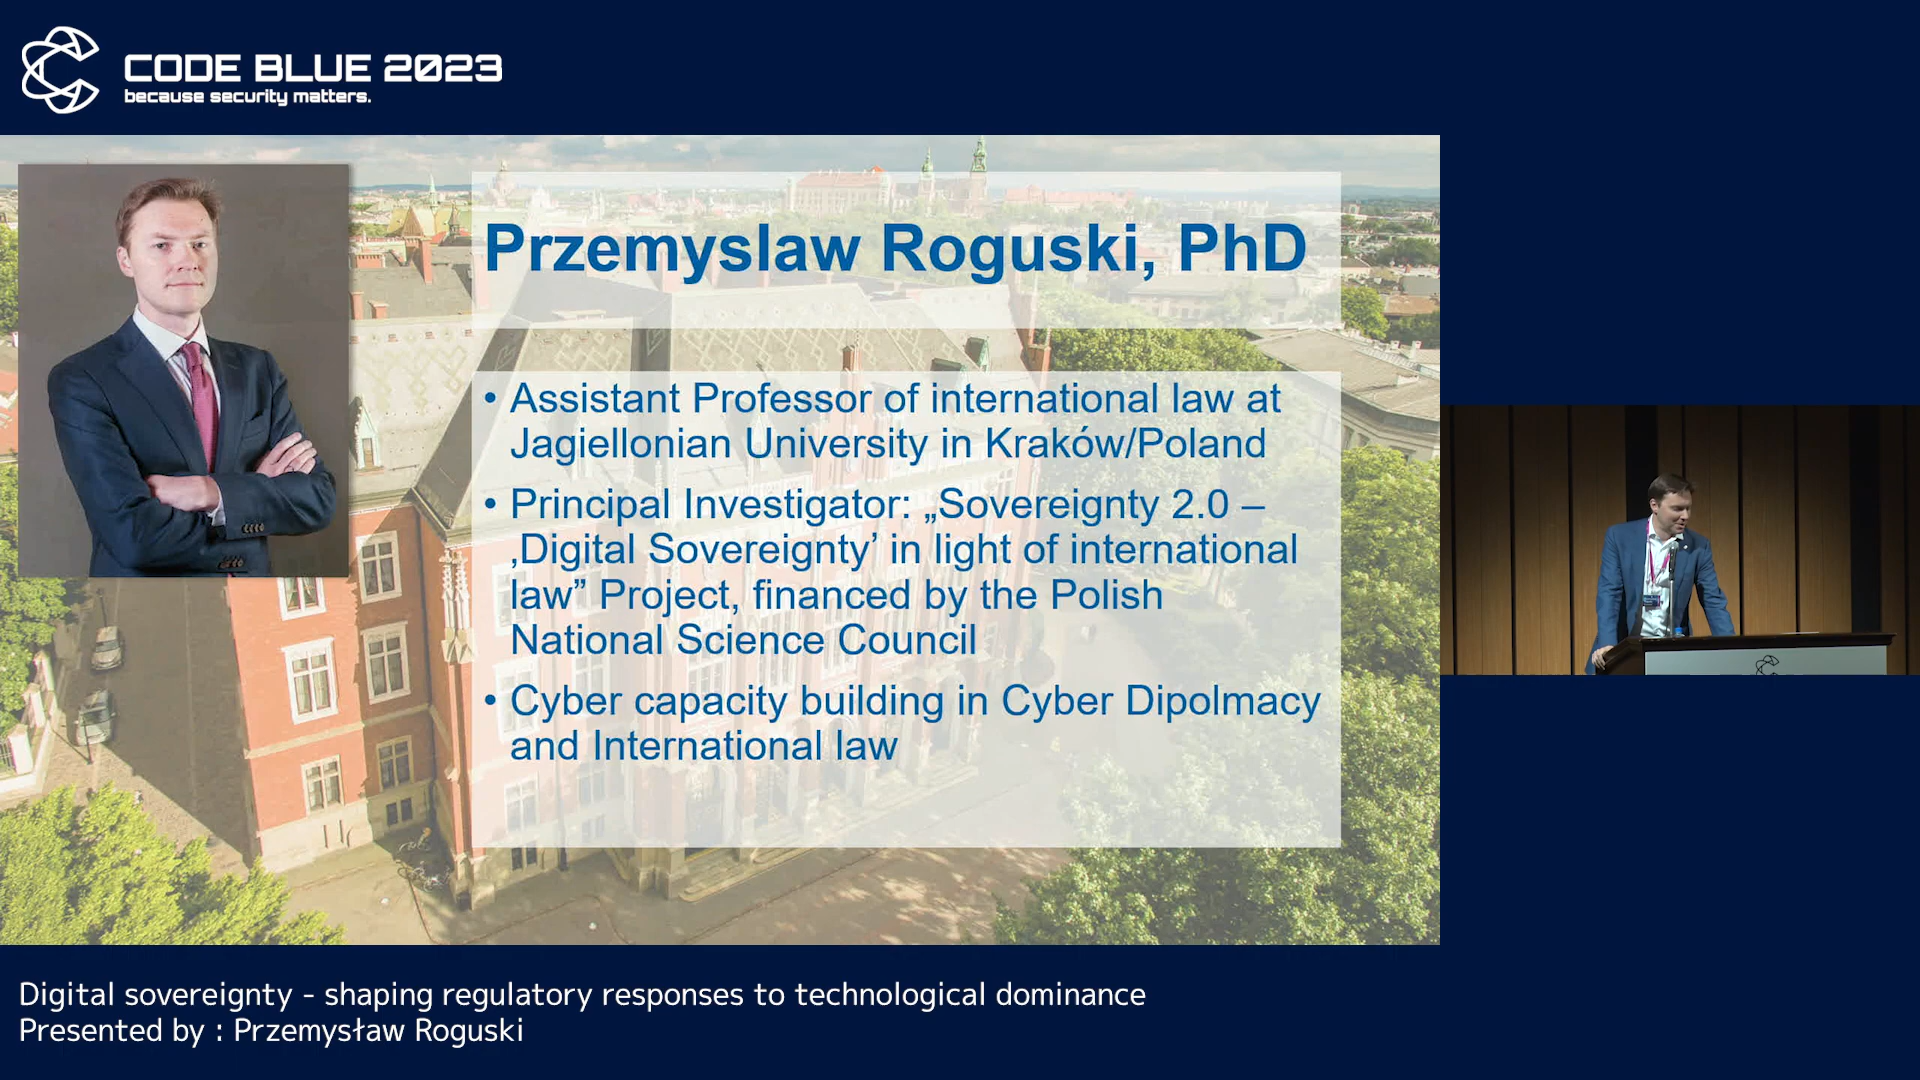 CODE BLUE 2023
because security matters.
Przemyslaw Roguski, PhD
• Assistant Professor of international law at
Jagiellonian University in Kraków/Poland
• Principal Investigator: „Sovereignty 2.0 –
‚Digital Sovereignty’ in light of international
law” Project, financed by the Polish
National Science Council
• Cyber capacity building in Cyber Dipolmacy
and International law
Digital sovereignty - shaping regulatory responses to technological dominance
Presented by : Przemysław Roguski